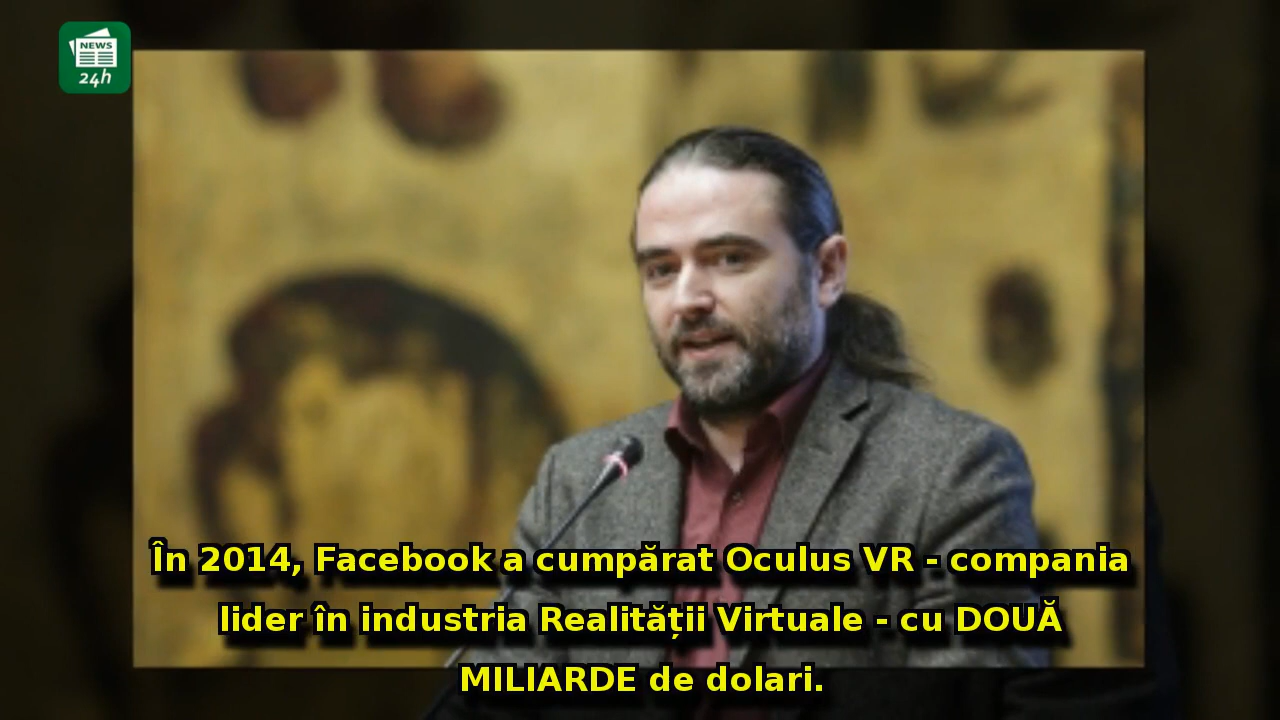 NEWS
24h
În 2014, Facebook a cumpărat Oculus VR - compania
lider în industria Realității Virtuale - cu DOUĂ
MILIARDE de dolari.